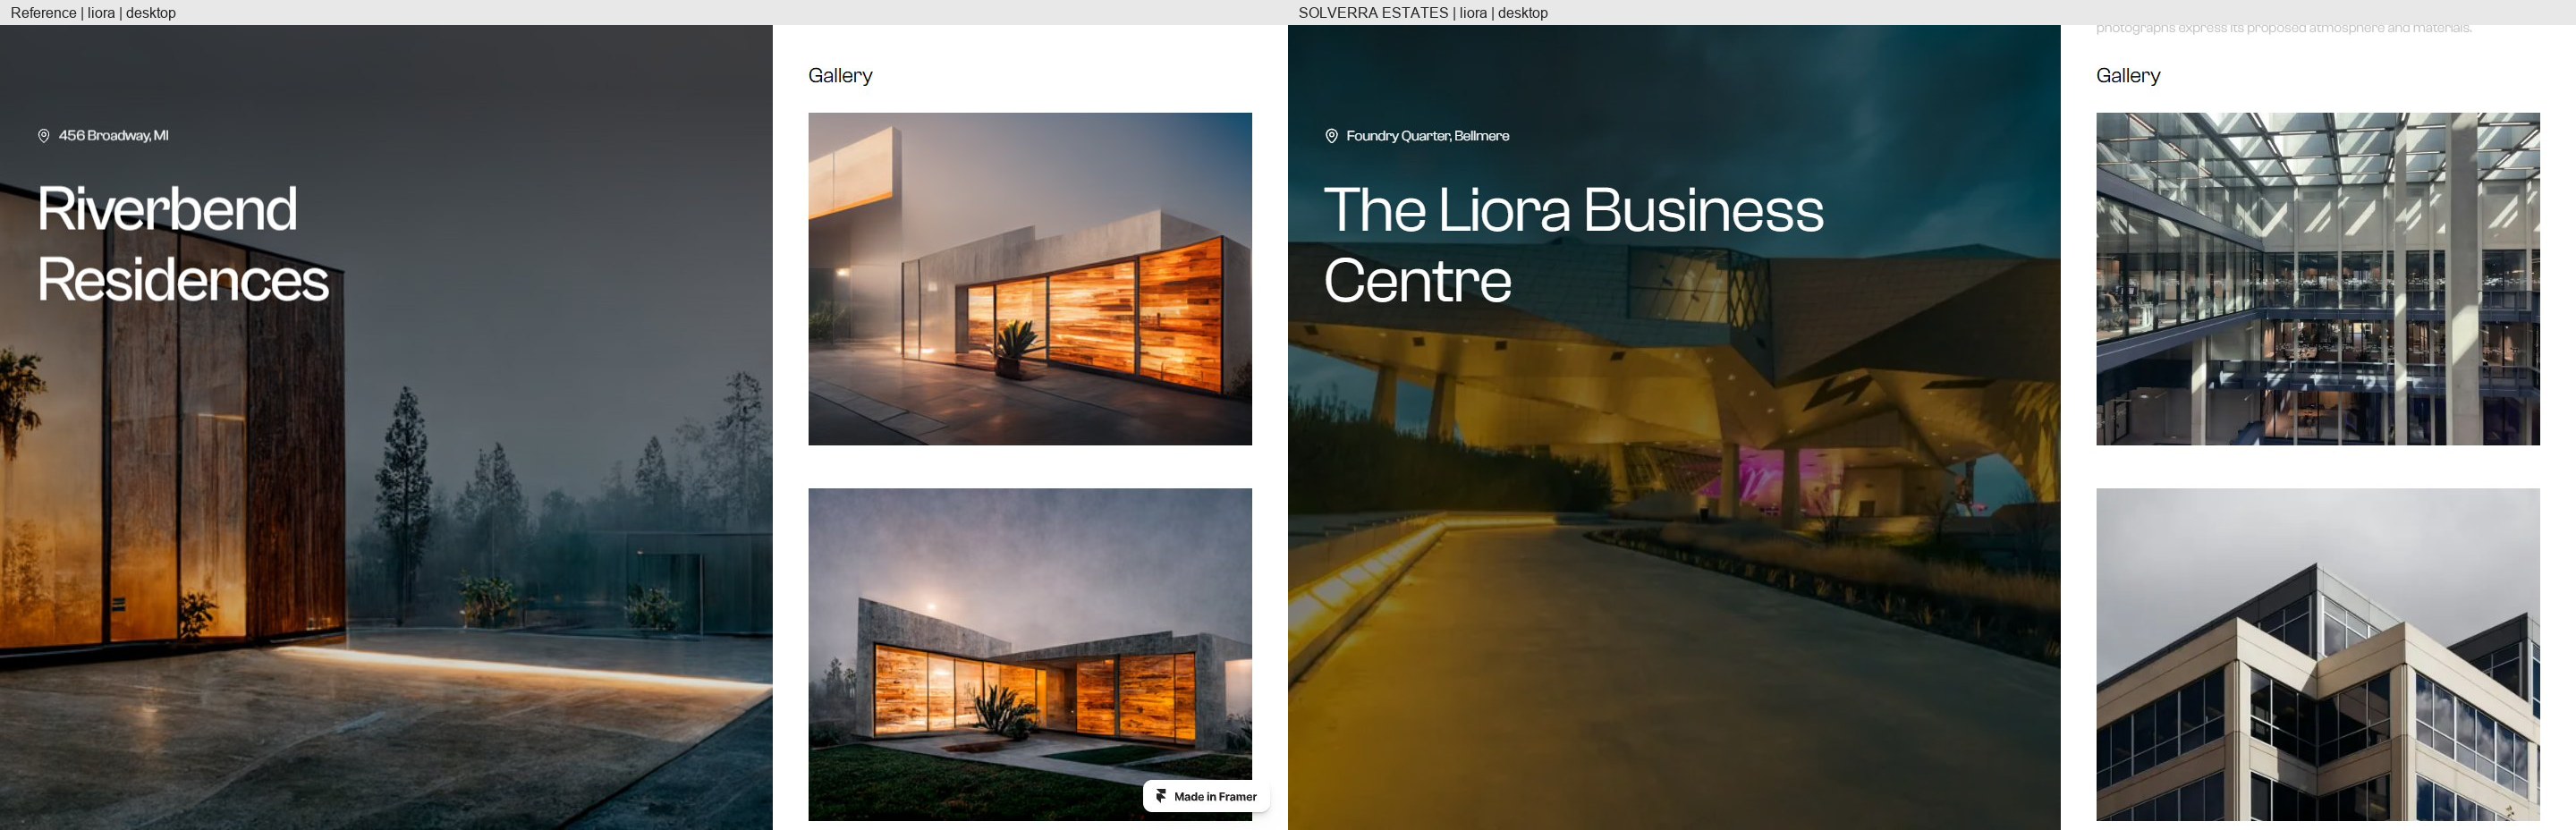 Reference | liora | desktop
456 Broadway, MI
Riverbend
Residences
Gallery
Made in Framer
SOLVERRA ESTATES | liora | desktop
Foundry Quarter, Bellmere
The Liora Business
Centre
photographs express its proposed atmosphere and materials.
Gallery